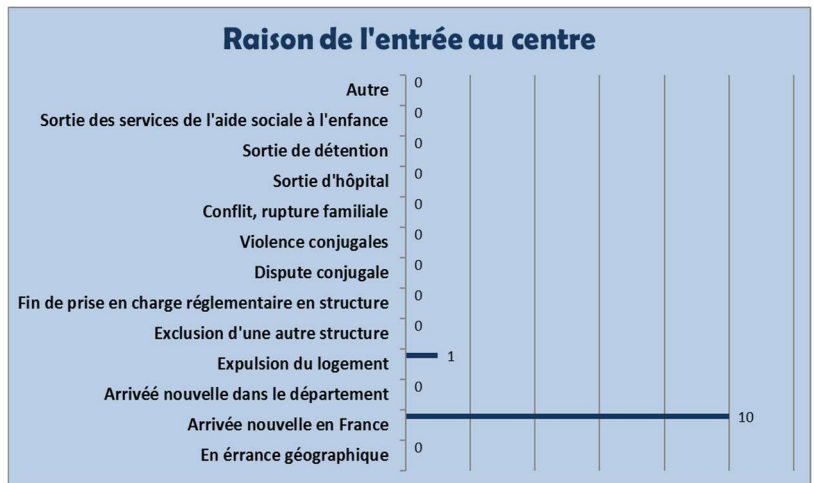 Raison de l'entrée au centre
Autre 0
Sortie des services de l'aide sociale à l'enfance 0
Sortie de détention 0
Sortie d'hôpital 0
Conflit, rupture familiale 0
Violence conjugales 0
Dispute conjugale 0
Fin de prise en charge réglementaire en structure 0
Exclusion d'une autre structure 0
Expulsion du logement 1
Arrivéé nouvelle dans le département 0
Arrivée nouvelle en France 10
En érrance géographique 0